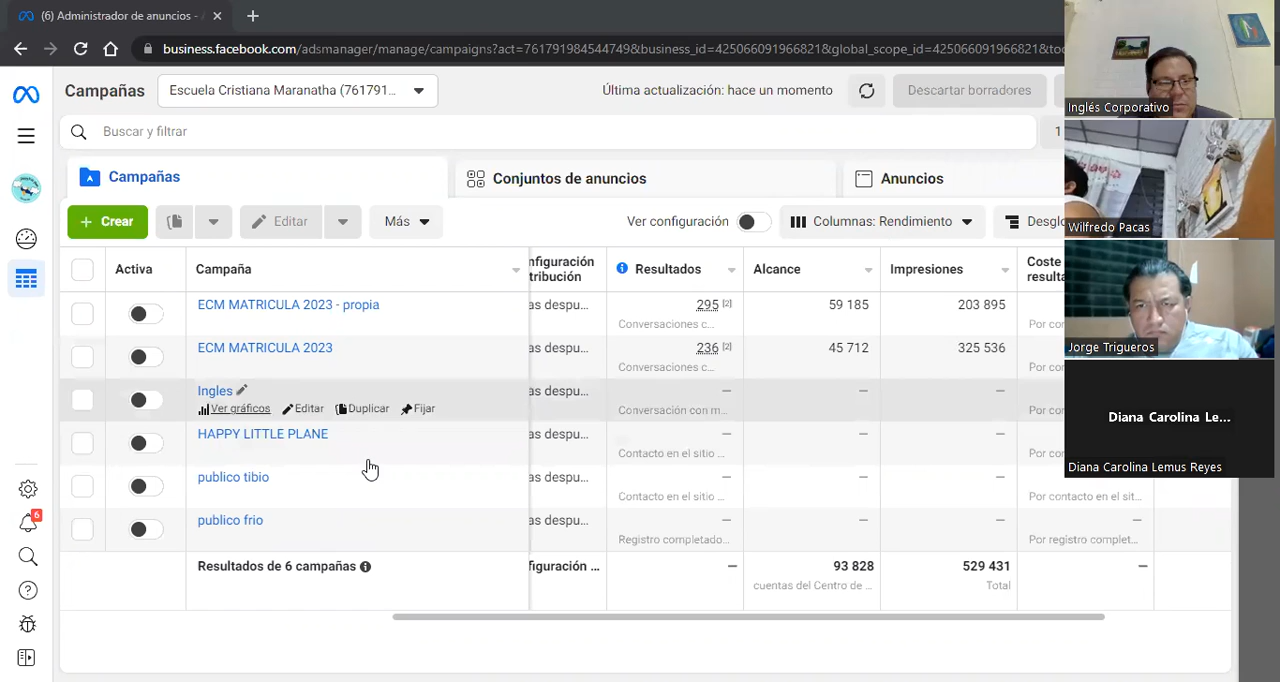 (6) Administrador de anuncios -
business.facebook.com/adsmanager/manage/campaigns?act=761791984544749&business_id=425066091966821&global_scope_id=425066091966821&too
Campañas
Escuela Cristiana Maranatha (761791...
Última actualización: hace un momento
Descartar borradores
Buscar y filtrar
1
Campañas
Conjuntos de anuncios
Anuncios
+ Crear
Editar
Más
Ver configuración
Columnas: Rendimiento
Desglo
Activa
Campaña
nfiguración
tribución
Resultados
Alcance
Impresiones
Coste
resulta
ECM MATRICULA 2023 - propia
as despu...
295 [2]
Conversaciones c...
59 185
203 895
Por con
ECM MATRICULA 2023
as despu...
236 [2]
Conversaciones c...
45 712
325 536
Por con
Ingles
Ver gráficos
Editar
Duplicar
Fijar
as despu...
—
Conversación con m...
—
—
Por co
HAPPY LITTLE PLANE
as despu...
—
Contacto en el sitio ...
—
—
Por co
publico tibio
as despu...
—
Contacto en el sitio ...
—
—
Por contacto en el sit...
publico frio
as despu...
—
Registro completado...
—
—
—
Por registro complet...
Resultados de 6 campañas
figuración ...
—
93 828
cuentas del Centro de ...
529 431
Total
—
6
Inglés Corporativo
Wilfredo Pacas
Jorge Trigueros
Diana Carolina Le...
Diana Carolina Lemus Reyes